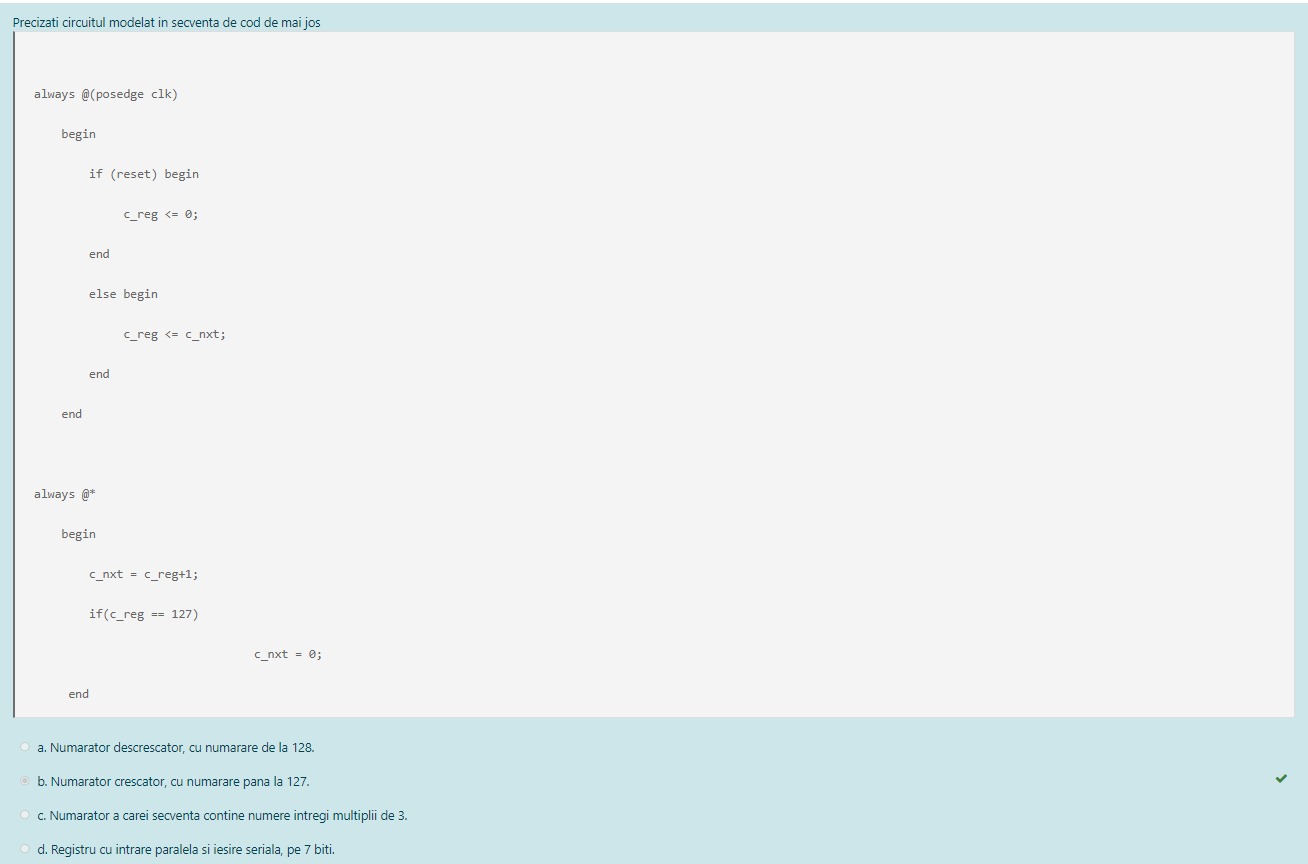 Precizati circuitul modelat in secventa de cod de mai jos
always @(posedge clk)
begin
if (reset) begin
c_reg <= 0;
end
else begin
c_reg <= c_nxt;
end
end
always @*
begin
c_nxt = c_reg+1;
if(c_reg == 127)
c_nxt = 0;
end
a. Numarator descrescator, cu numarare de la 128.
b. Numarator crescator, cu numarare pana la 127.
c. Numarator a carei secventa contine numere intregi multiplii de 3.
d. Registru cu intrare paralela si iesire seriala, pe 7 biti.